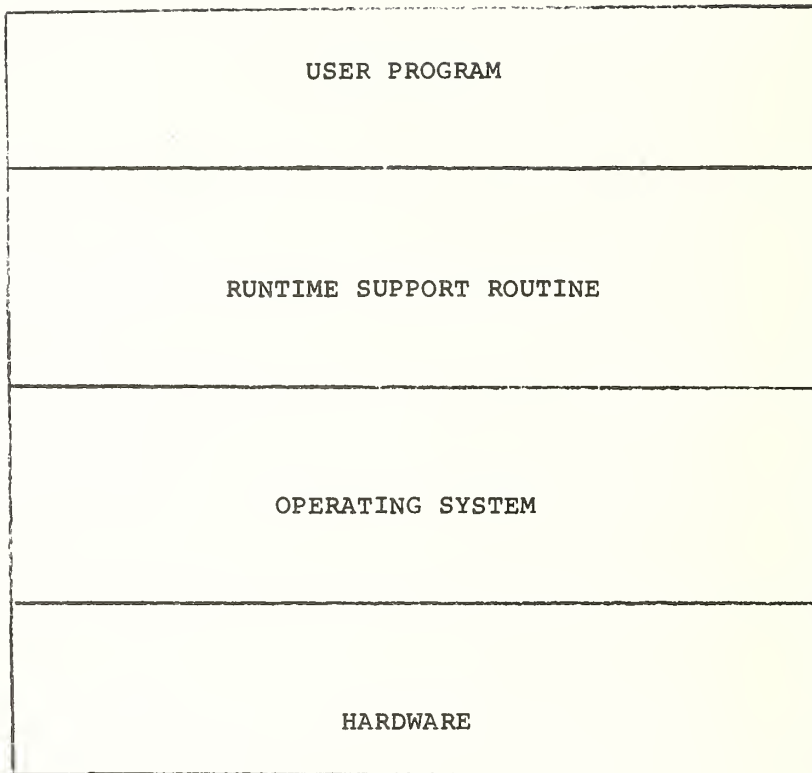 USER PROGRAM
RUNTIME SUPPORT ROUTINE
OPERATING SYSTEM
HARDWARE